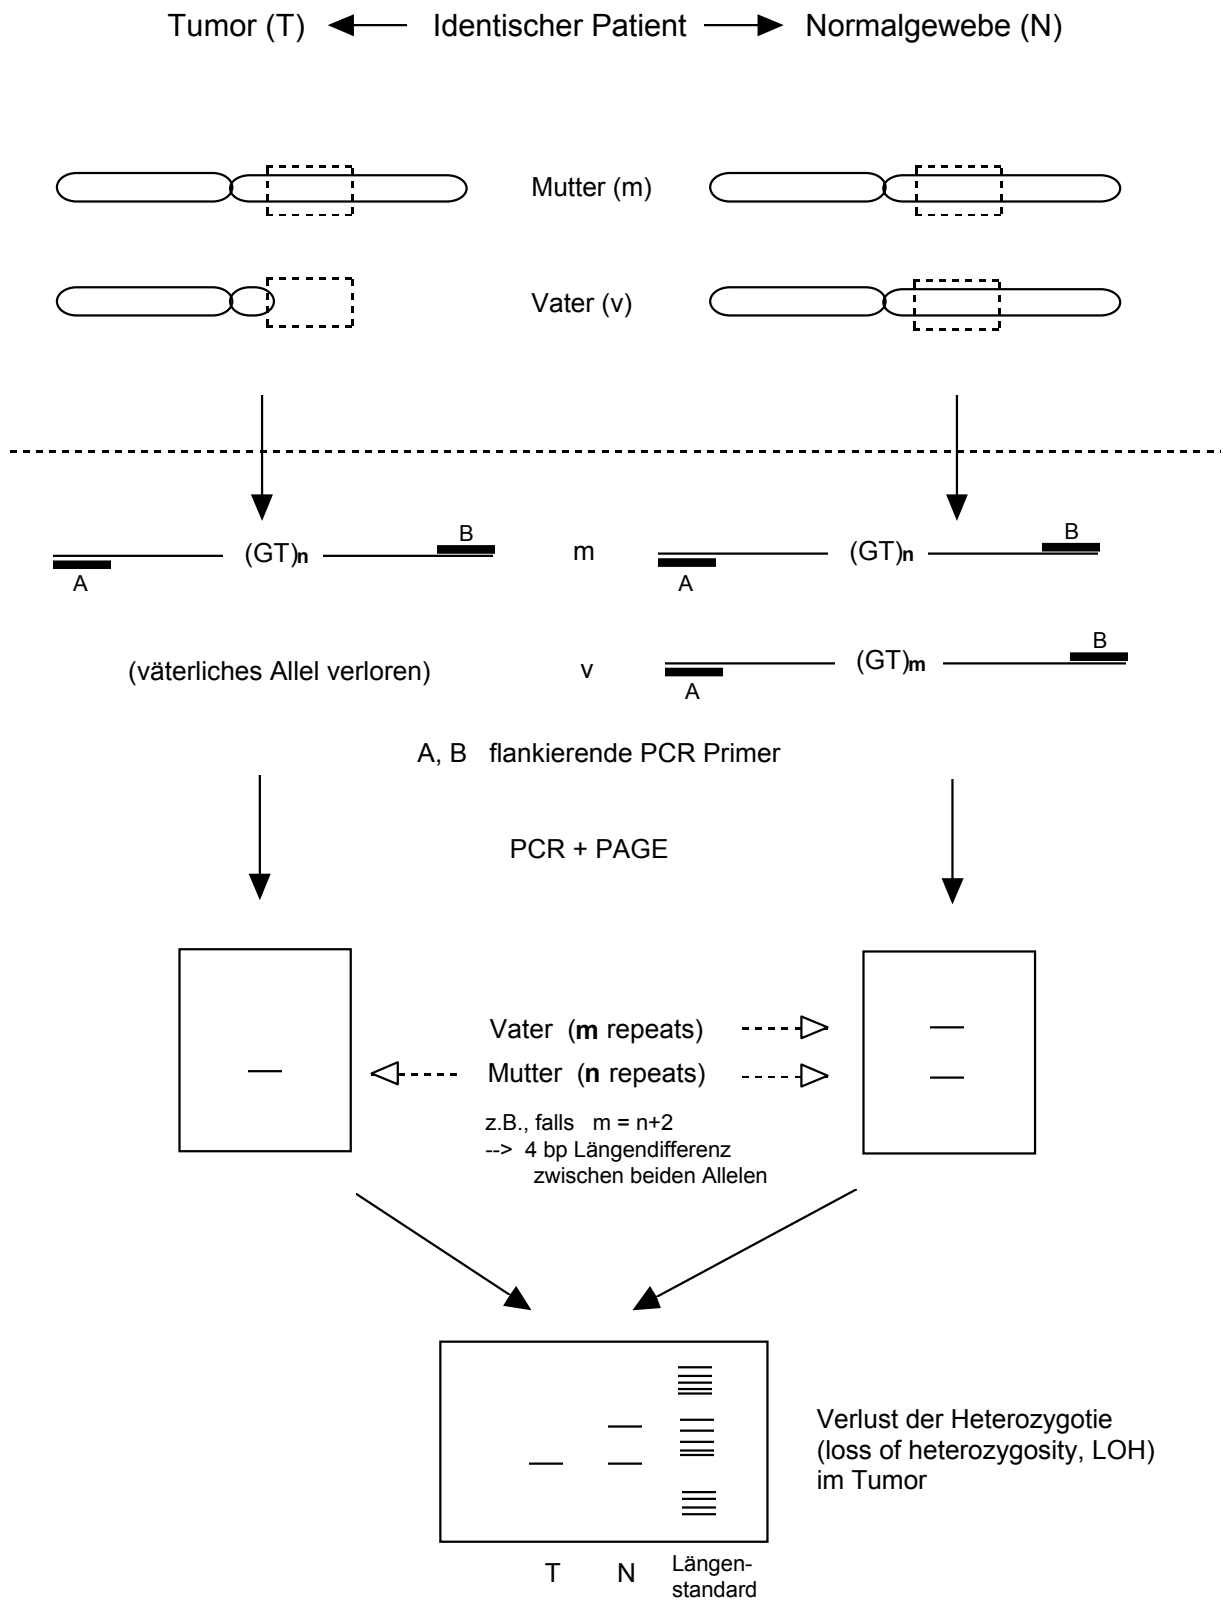 Tumor (T) Identischer Patient Normalgewebe (N)
Mutter (m)
Vater (v)
B
(GT)n
A
m
B
(GT)n
A
(väterliches Allel verloren)
v
B
(GT)m
A
A, B flankierende PCR Primer
PCR + PAGE
Vater (m repeats)
Mutter (n repeats)
z.B., falls m = n+2
--> 4 bp Längendifferenz
zwischen beiden Allelen
Verlust der Heterozygotie
(loss of heterozygosity, LOH)
im Tumor
T N Längen-
standard